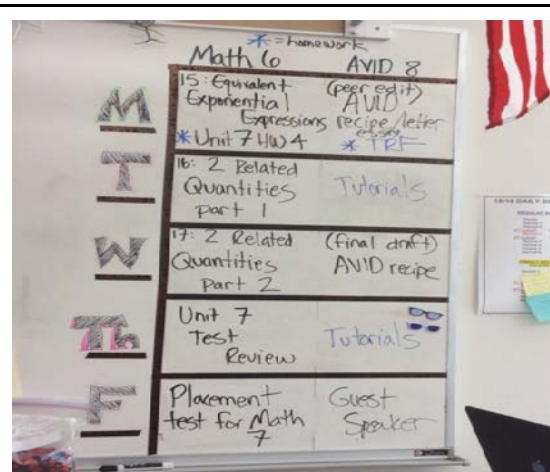 * = homework
Math 6 AVID 8
M
15: Equivalent
Exponential
Expressions
* Unit 7 HW 4
(peer edit)
AVID
recipe/letter
essay
* TRF
T
16: 2 Related
Quantities
part 1
Tutorials
W
17: 2 Related
Quantities
part 2
(final draft)
AVID recipe
Th
Unit 7
Test
Review
Tutorials
F
Placement
test for Math
7
Guest
Speaker